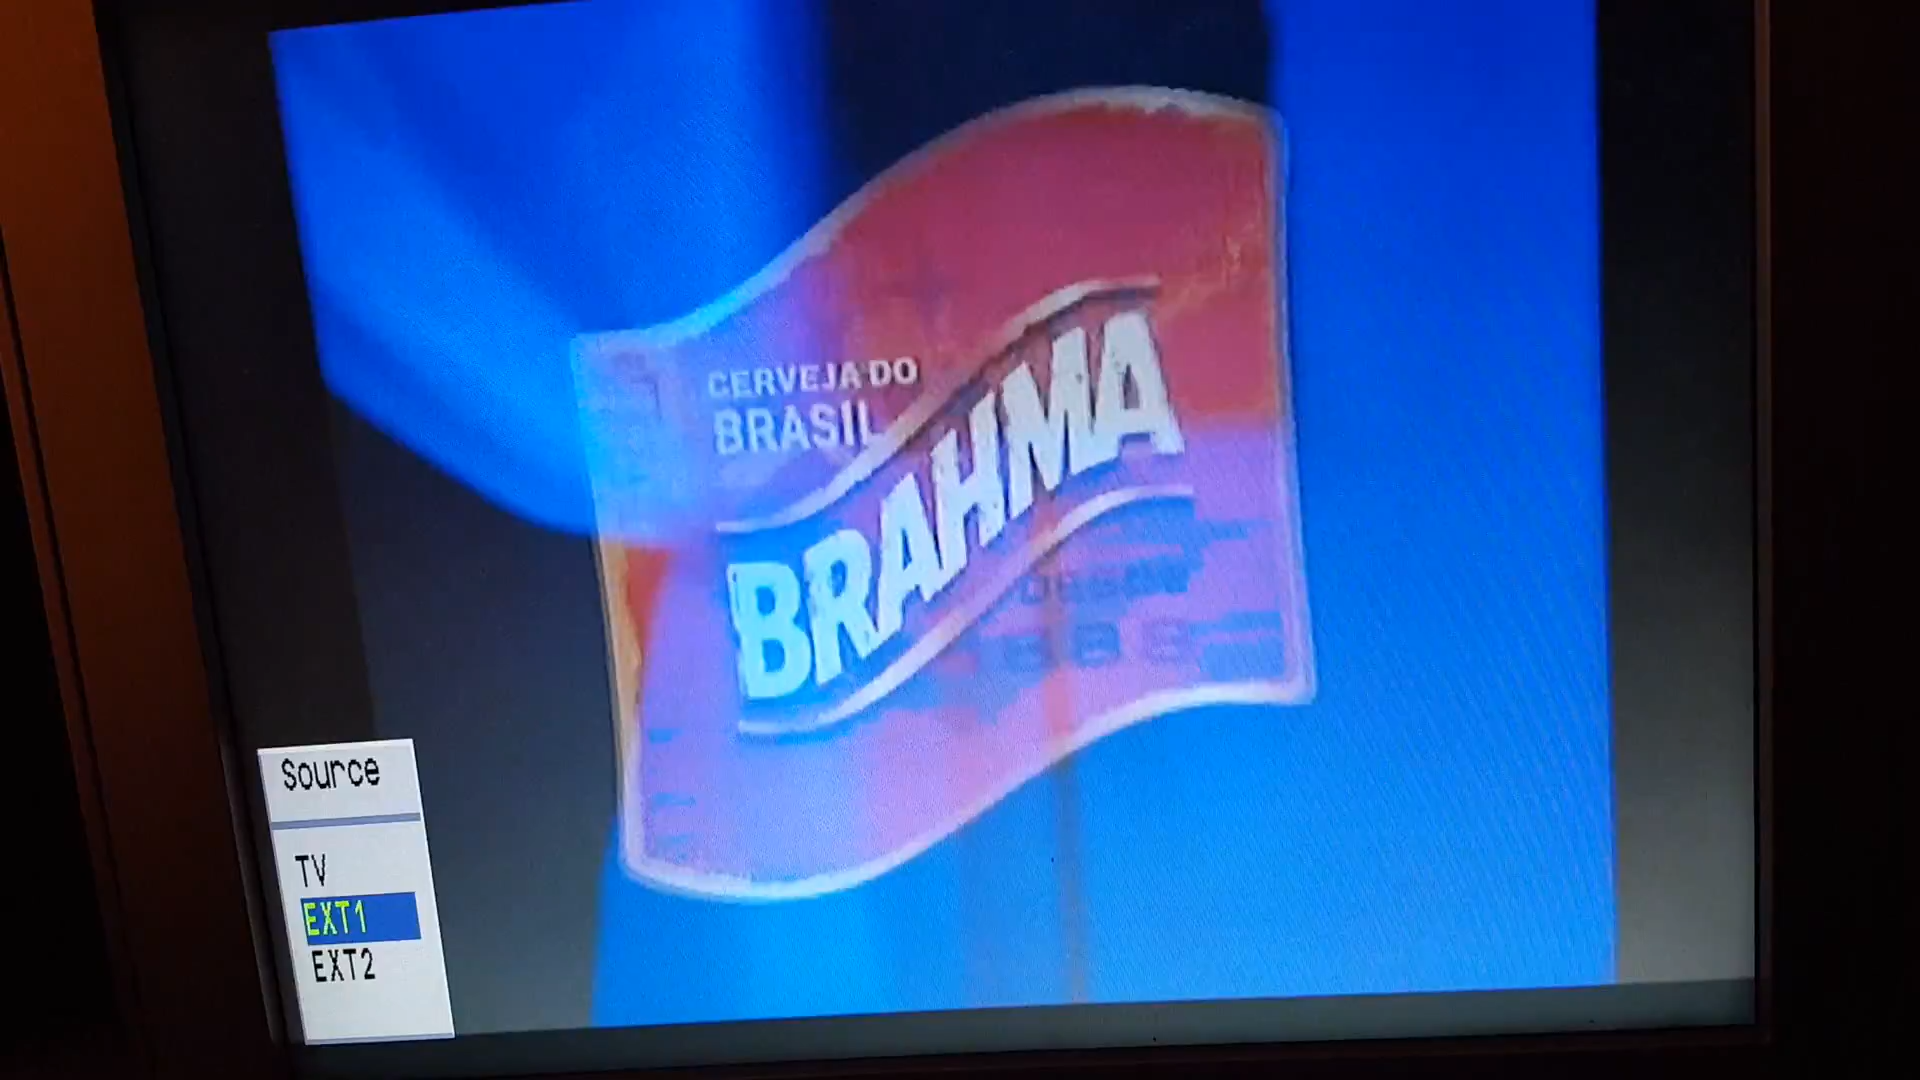 CERVEJA DO
BRASIL
BRAHMA
Source
TV
EXT1
EXT2